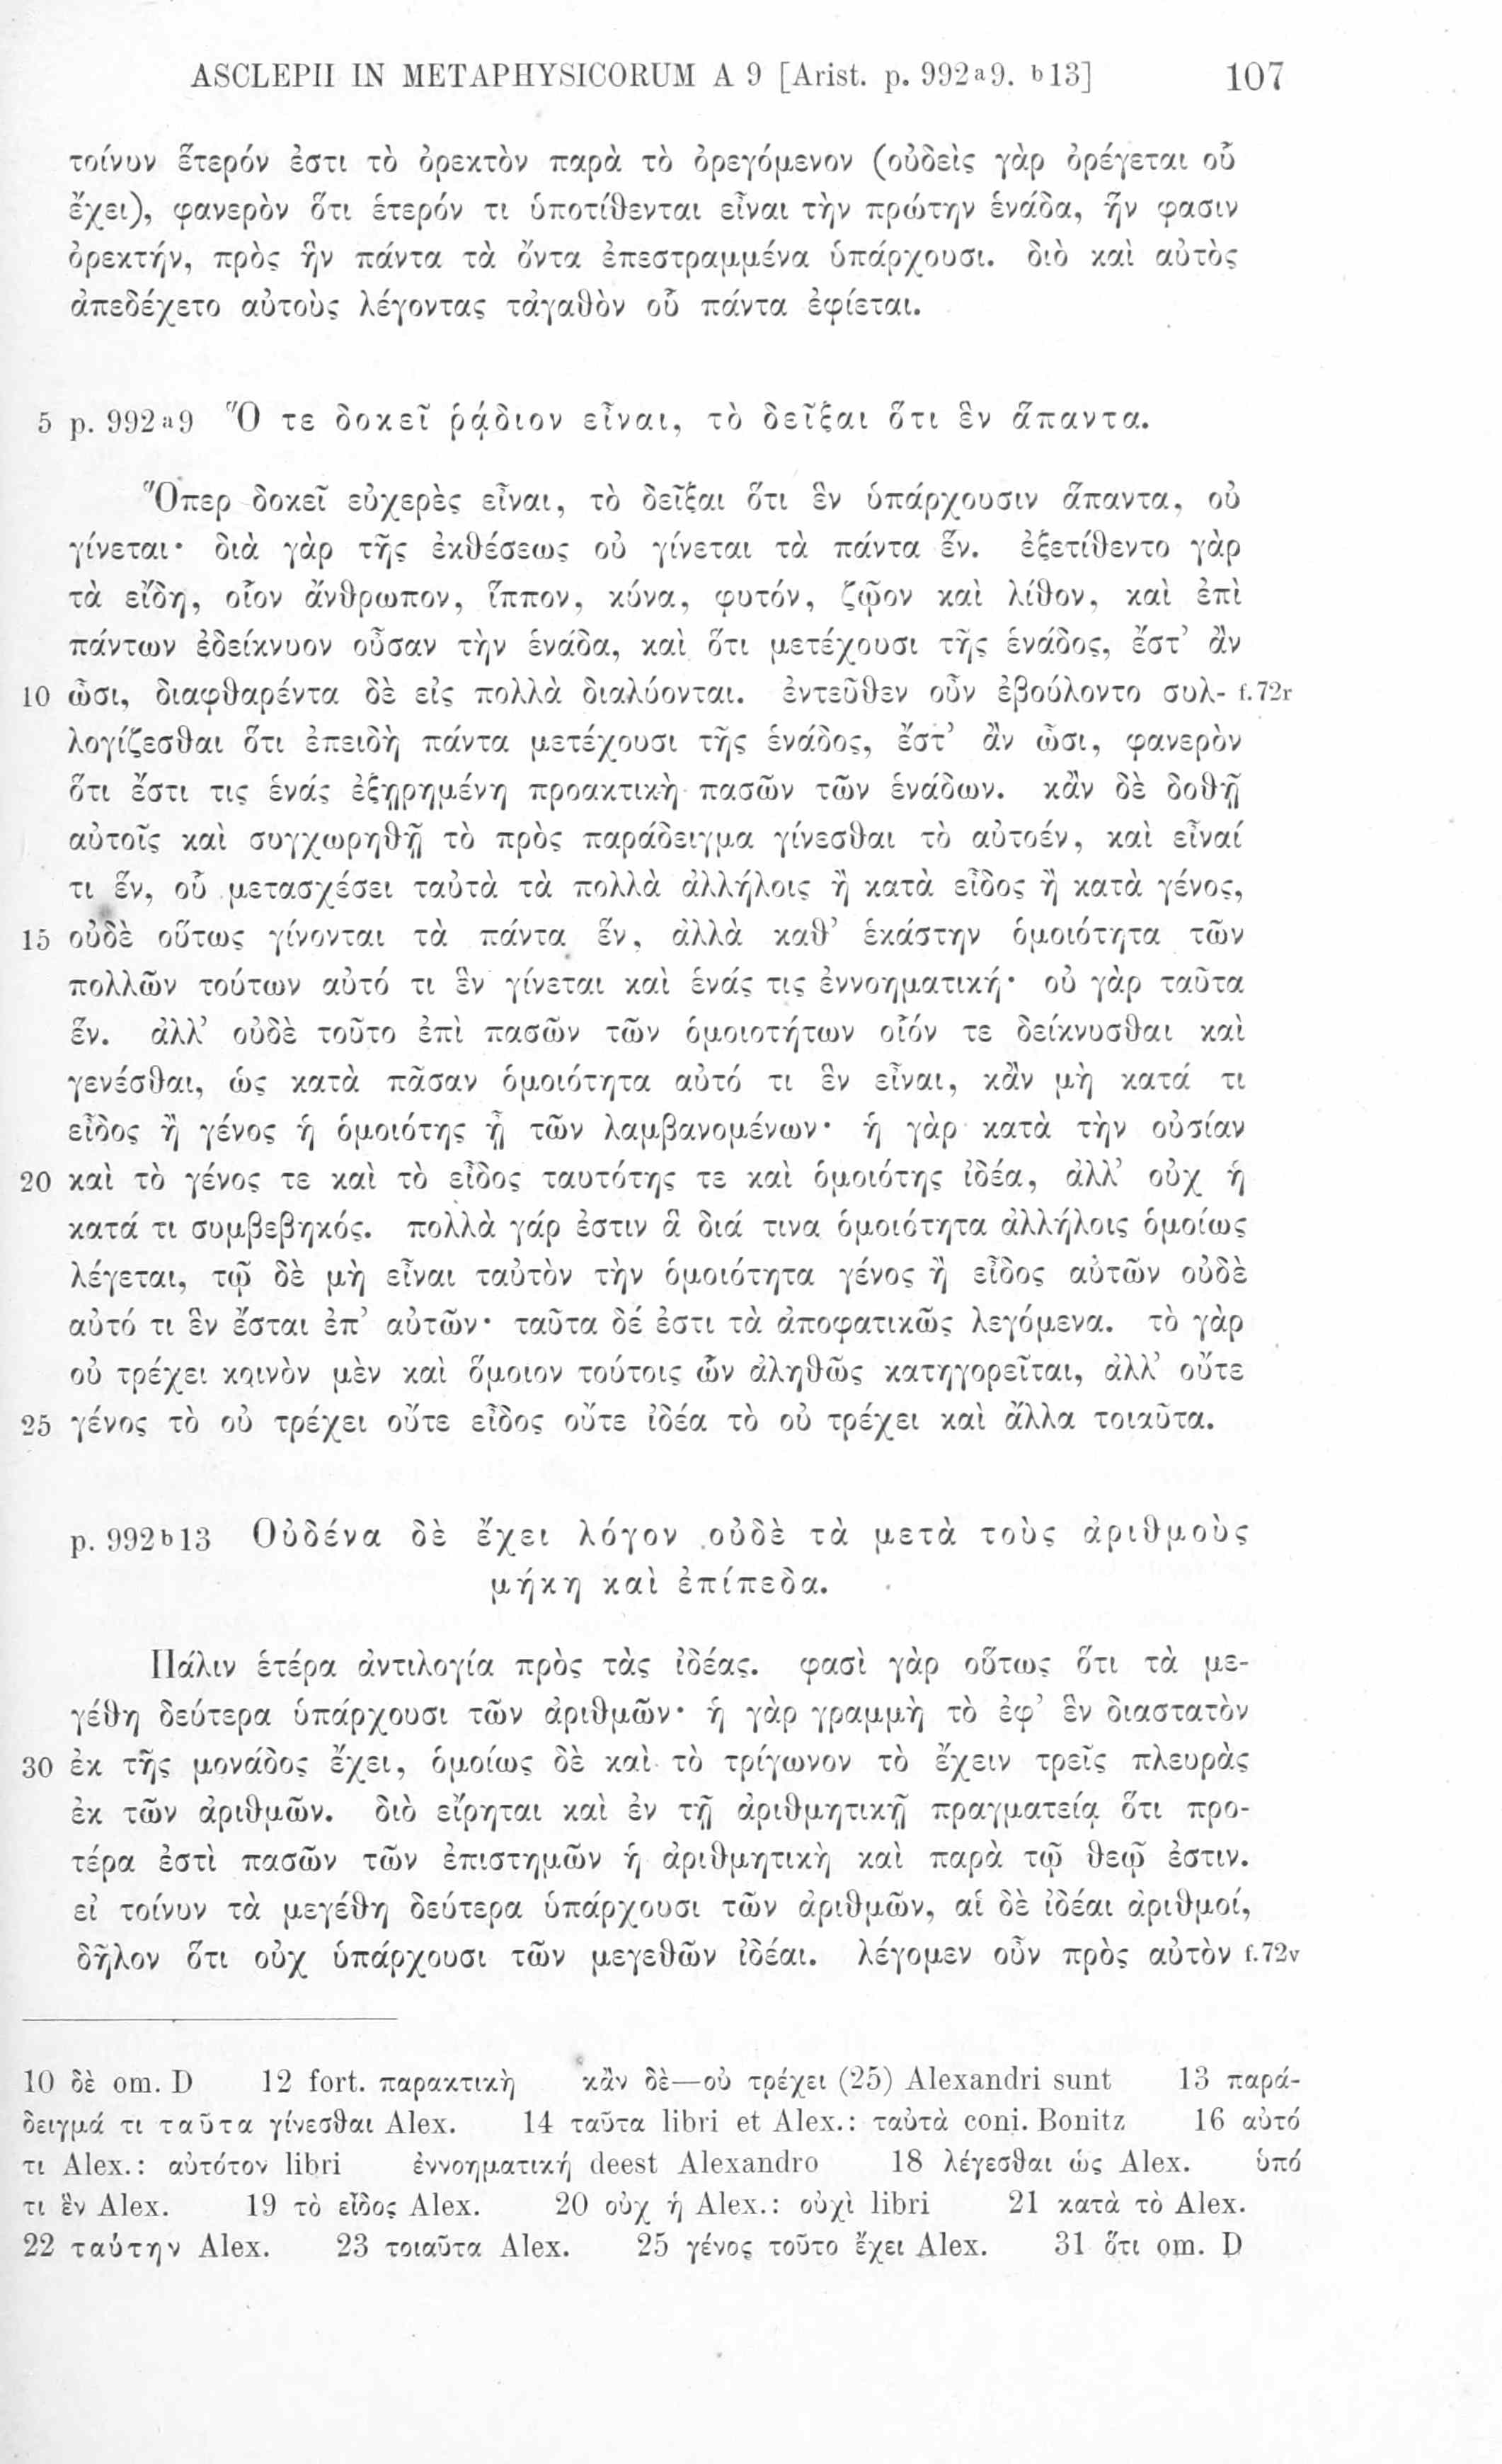 ASCLEPII IN METAPHYSICORUM A 9 [Arist. p. 992a9. b13] 107
τοίνυν ἕτερόν ἐστι τὸ ὀρεκτὸν παρὰ τὸ ὀρεγόμενον (οὐδεὶς γὰρ ὀρέγεται οὗ
ἔχει), φανερὸν ὅτι ἑτερόν τι ὑποτίθενται εἶναι τὴν πρώτην ἑνάδα, ἥν φασιν
ὀρεκτήν, πρὸς ἣν πάντα τὰ ὄντα ἐπεστραμμένα ὑπάρχουσι. διὸ καὶ αὐτὸς
ἀπεδέχετο αὐτοὺς λέγοντας τἀγαθὸν οὗ πάντα ἐφίεται.
5 p. 992a9 Ὅ τε δοκεῖ ῥᾴδιον εἶναι, τὸ δεῖξαι ὅτι ἓν ἅπαντα.
Ὅπερ δοκεῖ εὐχερὲς εἶναι, τὸ δεῖξαι ὅτι ἓν ὑπάρχουσιν ἅπαντα, οὐ
γίνεται· διὰ γὰρ τῆς ἐκθέσεως οὐ γίνεται τὰ πάντα ἕν. ἐξετίθεντο γὰρ
τὰ εἴδη, οἷον ἄνθρωπον, ἵππον, κύνα, φυτόν, ζῷον καὶ λίθον, καὶ ἐπὶ
πάντων ἐδείκνυον οὖσαν τὴν ἑνάδα, καὶ ὅτι μετέχουσι τῆς ἑνάδος, ἔστ’ ἂν
10 ὦσι, διαφθαρέντα δὲ εἰς πολλὰ διαλύονται. ἐντεῦθεν οὖν ἐβούλοντο συλ- f.72r
λογίζεσθαι ὅτι ἐπειδὴ πάντα μετέχουσι τῆς ἑνάδος, ἔστ’ ἂν ὦσι, φανερὸν
ὅτι ἔστι τις ἑνάς ἐξῃρημένη προακτικὴ πασῶν τῶν ἑνάδων. κἂν δὲ δοθῇ
αὐτοῖς καὶ συγχωρηθῇ τὸ πρὸς παράδειγμα γίνεσθαι τὸ αὐτοέν, καὶ εἶναί
τι ἕν, οὗ μετασχέσει ταὐτὰ τὰ πολλὰ ἀλλήλοις ἢ κατὰ εἶδος ἢ κατὰ γένος,
15 οὐδὲ οὕτως γίνονται τὰ πάντα ἕν, ἀλλὰ καθ’ ἑκάστην ὁμοιότητα τῶν
πολλῶν τούτων αὐτό τι ἓν γίνεται καὶ ἑνάς τις ἐννοηματική· οὐ γὰρ ταῦτα
ἕν. ἀλλ’ οὐδὲ τοῦτο ἐπὶ πασῶν τῶν ὁμοιοτήτων οἷόν τε δείκνυσθαι καὶ
γενέσθαι, ὡς κατὰ πᾶσαν ὁμοιότητα αὐτό τι ἓν εἶναι, κἂν μὴ κατά τι
εἶδος ἢ γένος ἡ ὁμοιότης ᾖ τῶν λαμβανομένων· ἡ γὰρ κατὰ τὴν οὐσίαν
20 καὶ τὸ γένος τε καὶ τὸ εἶδος ταυτότης τε καὶ ὁμοιότης ἰδέα, ἀλλ’ οὐχ ἡ
κατά τι συμβεβηκός. πολλὰ γάρ ἐστιν ἃ διά τινα ὁμοιότητα ἀλλήλοις ὁμοίως
λέγεται, τῷ δὲ μὴ εἶναι ταὐτὸν τὴν ὁμοιότητα γένος ἢ εἶδος αὐτῶν οὐδὲ
αὐτό τι ἓν ἔσται ἐπ’ αὐτῶν· ταῦτα δέ ἐστι τὰ ἀποφατικῶς λεγόμενα. τὸ γὰρ
οὐ τρέχει κοινὸν μὲν καὶ ὅμοιον τούτοις ὧν ἀληθῶς κατηγορεῖται, ἀλλ’ οὔτε
25 γένος τὸ οὐ τρέχει οὔτε εἶδος οὔτε ἰδέα τὸ οὐ τρέχει καὶ ἄλλα τοιαῦτα.
p. 992b13 Οὐδένα δὲ ἔχει λόγον οὐδὲ τὰ μετὰ τοὺς ἀριθμοὺς
μήκη καὶ ἐπίπεδα.
Πάλιν ἑτέρα ἀντιλογία πρὸς τὰς ἰδέας. φασὶ γὰρ οὕτως ὅτι τὰ με-
γέθη δεύτερα ὑπάρχουσι τῶν ἀριθμῶν· ἡ γὰρ γραμμὴ τὸ ἐφ’ ἓν διαστατὸν
30 ἐκ τῆς μονάδος ἔχει, ὁμοίως δὲ καὶ τὸ τρίγωνον τὸ ἔχειν τρεῖς πλευρὰς
ἐκ τῶν ἀριθμῶν. διὸ εἴρηται καὶ ἐν τῇ ἀριθμητικῇ πραγματείᾳ ὅτι προ-
τέρα ἐστὶ πασῶν τῶν ἐπιστημῶν ἡ ἀριθμητικὴ καὶ παρὰ τῷ θεῷ ἐστιν.
εἰ τοίνυν τὰ μεγέθη δεύτερα ὑπάρχουσι τῶν ἀριθμῶν, αἱ δὲ ἰδέαι ἀριθμοί,
δῆλον ὅτι οὐχ ὑπάρχουσι τῶν μεγεθῶν ἰδέαι. λέγομεν οὖν πρὸς αὐτὸν f.72v
10 δὲ om. D 12 fort. παρακτικὴ κἂν δὲ—οὐ τρέχει (25) Alexandri sunt 13 παρά-
δειγμά τι ταῦτα γίνεσθαι Alex. 14 ταῦτα libri et Alex.: ταὐτὰ coni. Bonitz 16 αὐτό
τι Alex.: αὐτότον libri ἐννοηματική deest Alexandro 18 λέγεσθαι ὡς Alex. ὑπό
τι ἓν Alex. 19 τὸ εἶδος Alex. 20 οὐχ ἡ Alex.: οὐχὶ libri 21 κατὰ τὸ Alex.
22 ταύτην Alex. 23 τοιαῦτα Alex. 25 γένος τοῦτο ἔχει Alex. 31 ὅτι om. D